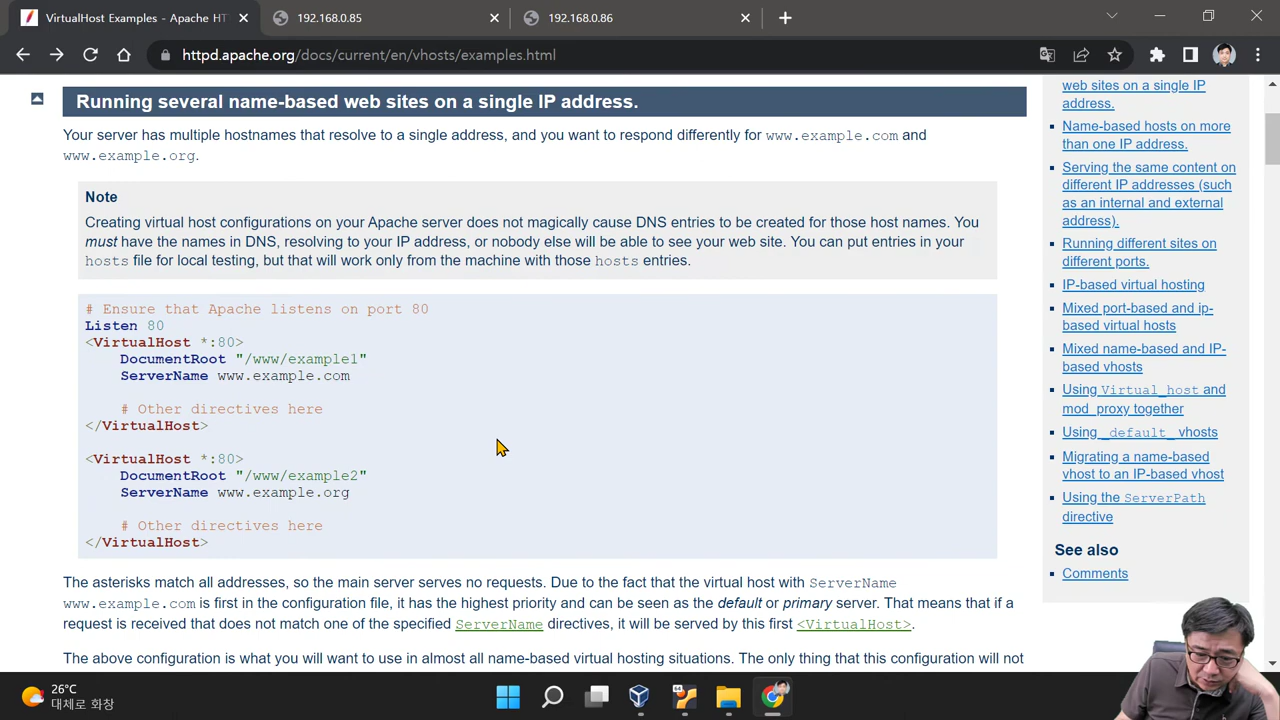 VirtualHost Examples - Apache HT
192.168.0.85
192.168.0.86
httpd.apache.org/docs/current/en/vhosts/examples.html
Running several name-based web sites on a single IP address.
Your server has multiple hostnames that resolve to a single address, and you want to respond differently for www.example.com and
www.example.org.
Note
Creating virtual host configurations on your Apache server does not magically cause DNS entries to be created for those host names. You
must have the names in DNS, resolving to your IP address, or nobody else will be able to see your web site. You can put entries in your
hosts file for local testing, but that will work only from the machine with those hosts entries.
# Ensure that Apache listens on port 80
Listen 80
<VirtualHost *:80>
DocumentRoot "/www/example1"
ServerName www.example.com
# Other directives here
</VirtualHost>
<VirtualHost *:80>
DocumentRoot "/www/example2"
ServerName www.example.org
# Other directives here
</VirtualHost>
The asterisks match all addresses, so the main server serves no requests. Due to the fact that the virtual host with ServerName
www.example.com is first in the configuration file, it has the highest priority and can be seen as the default or primary server. That means that if a
request is received that does not match one of the specified ServerName directives, it will be served by this first <VirtualHost>.
The above configuration is what you will want to use in almost all name-based virtual hosting situations. The only thing that this configuration will not
web sites on a single IP
address.
Name-based hosts on more
than one IP address.
Serving the same content on
different IP addresses (such
as an internal and external
address).
Running different sites on
different ports.
IP-based virtual hosting
Mixed port-based and ip-
based virtual hosts
Mixed name-based and IP-
based vhosts
Using Virtual_host and
mod_proxy together
Using _default_ vhosts
Migrating a name-based
vhost to an IP-based vhost
Using the ServerPath
directive
See also
Comments
26°C
대체로 화창